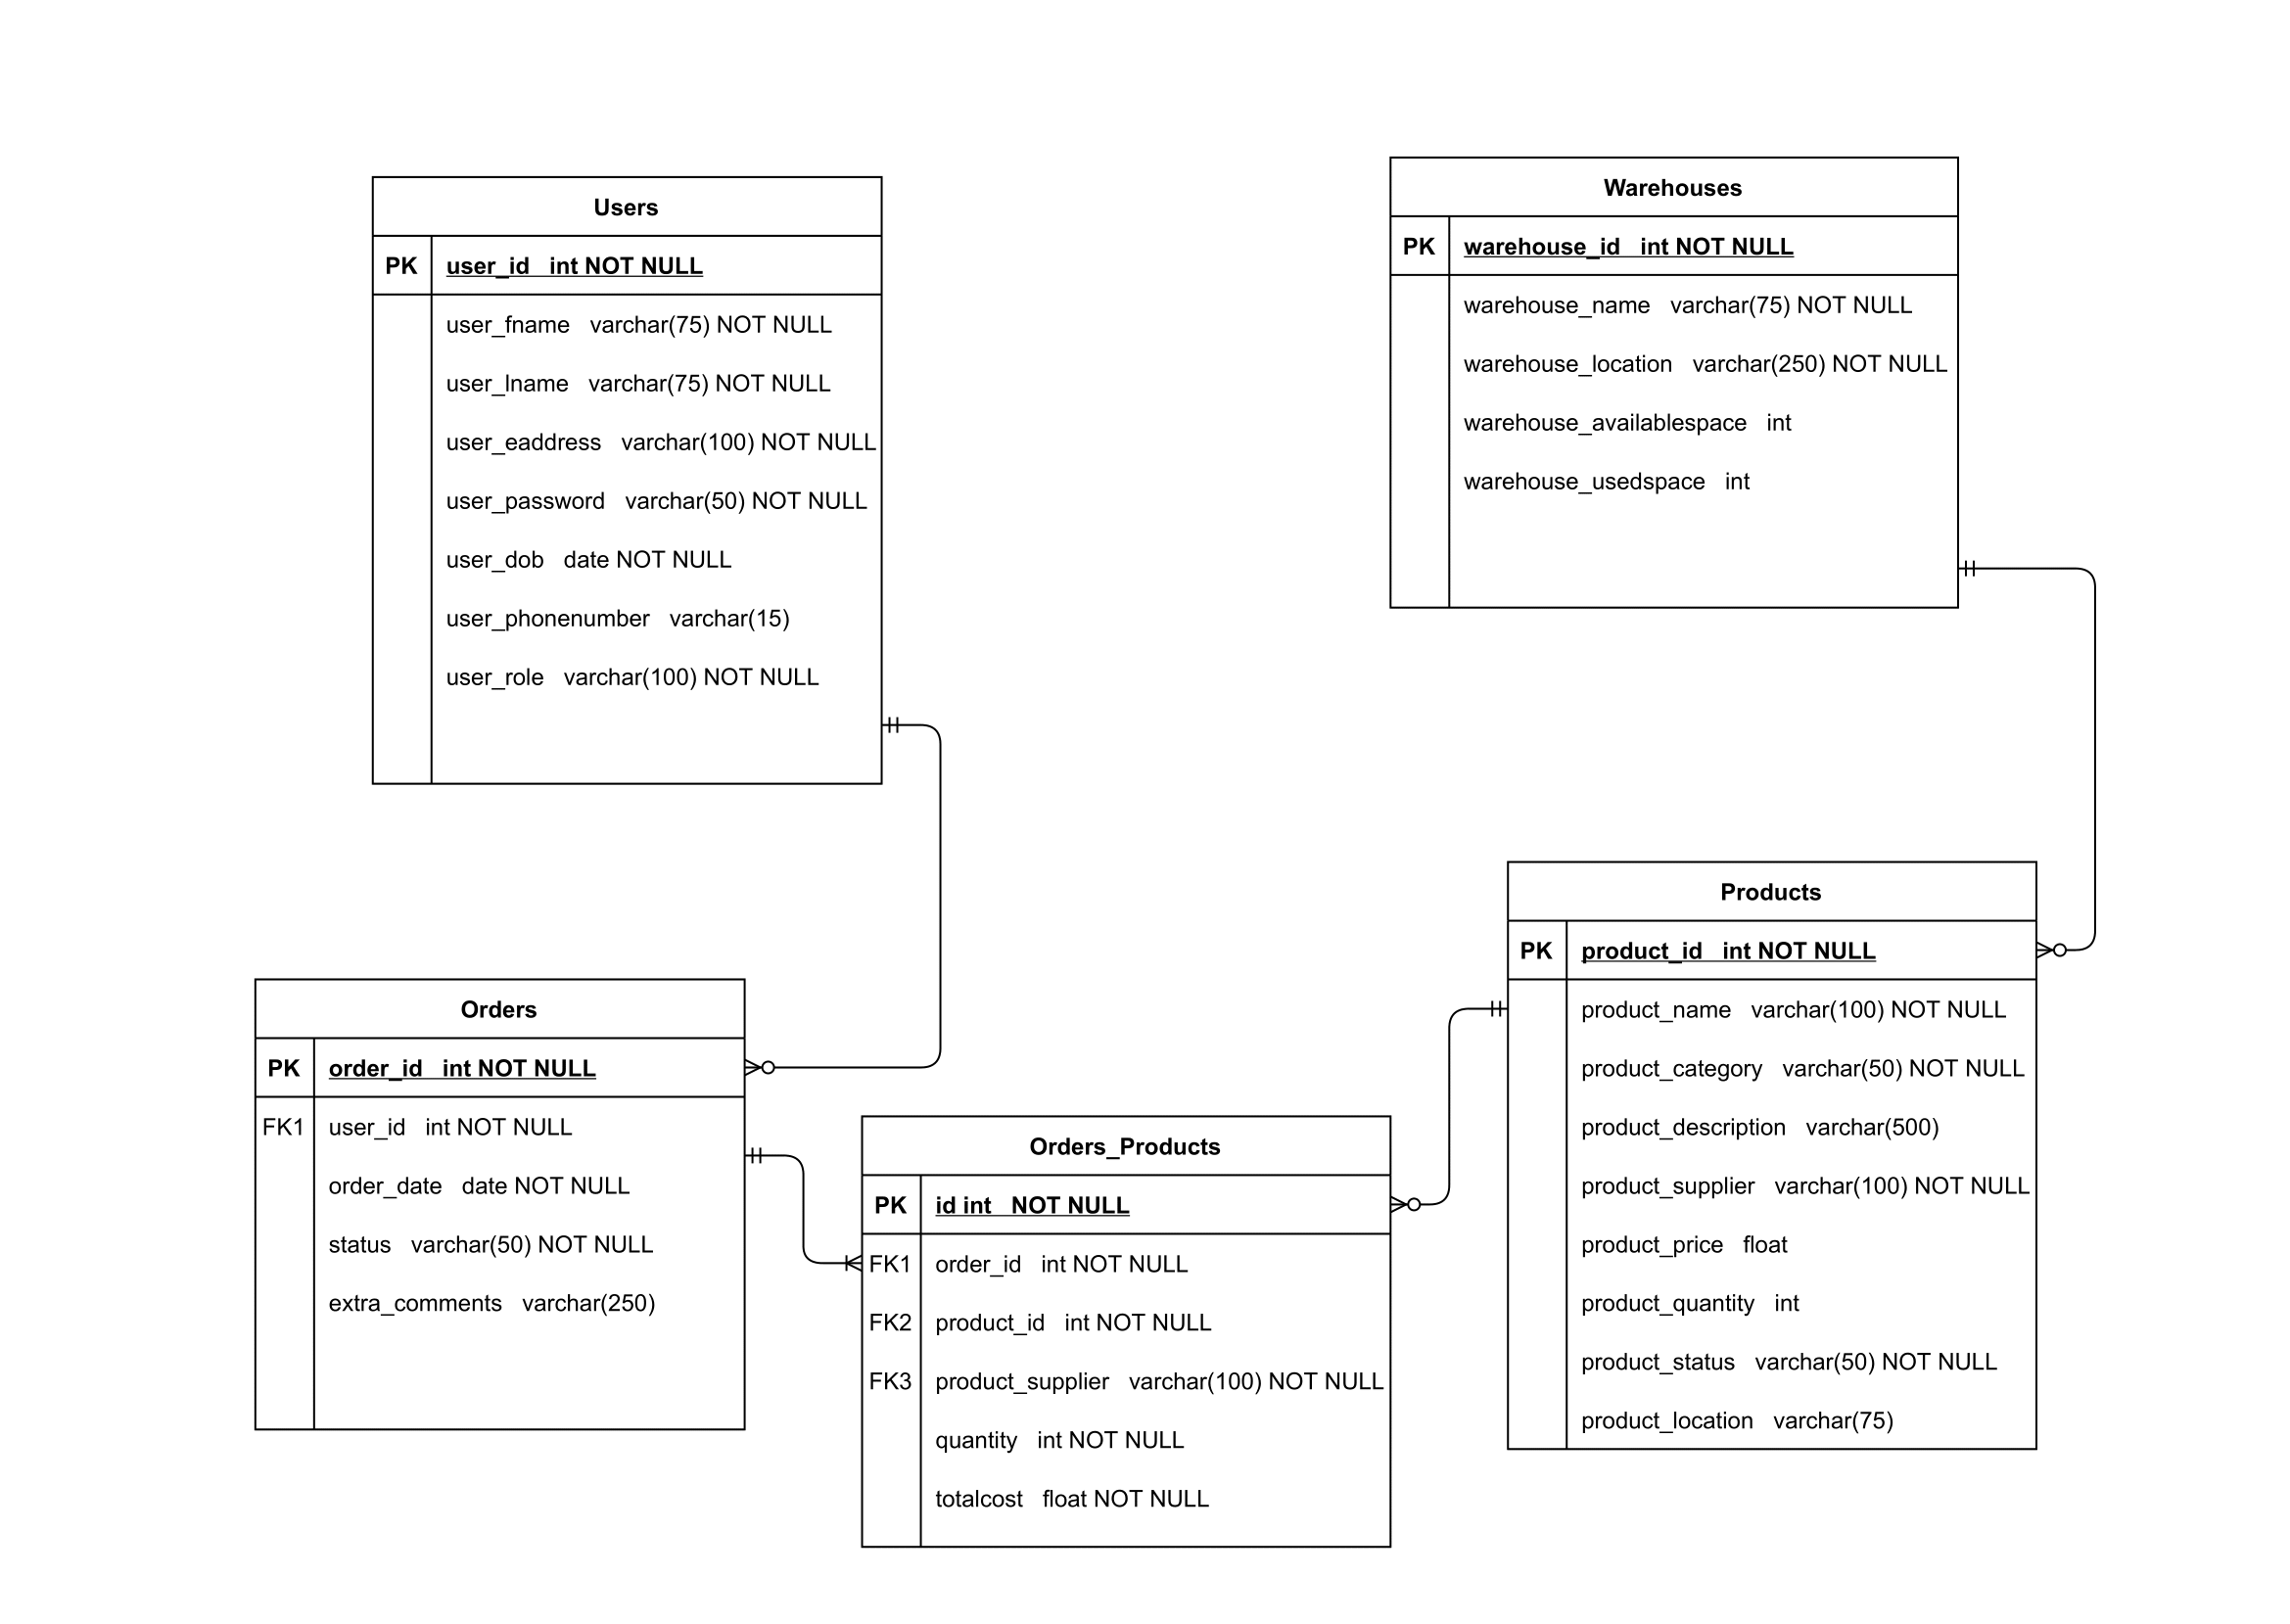 Users
PK user_id int NOT NULL
user_fname varchar(75) NOT NULL
user_lname varchar(75) NOT NULL
user_eaddress varchar(100) NOT NULL
user_password varchar(50) NOT NULL
user_dob date NOT NULL
user_phonenumber varchar(15)
user_role varchar(100) NOT NULL
Warehouses
PK warehouse_id int NOT NULL
warehouse_name varchar(75) NOT NULL
warehouse_location varchar(250) NOT NULL
warehouse_availablespace int
warehouse_usedspace int
Orders
PK order_id int NOT NULL
FK1 user_id int NOT NULL
order_date date NOT NULL
status varchar(50) NOT NULL
extra_comments varchar(250)
Orders_Products
PK id int NOT NULL
FK1 order_id int NOT NULL
FK2 product_id int NOT NULL
FK3 product_supplier varchar(100) NOT NULL
quantity int NOT NULL
totalcost float NOT NULL
Products
PK product_id int NOT NULL
product_name varchar(100) NOT NULL
product_category varchar(50) NOT NULL
product_description varchar(500)
product_supplier varchar(100) NOT NULL
product_price float
product_quantity int
product_status varchar(50) NOT NULL
product_location varchar(75)